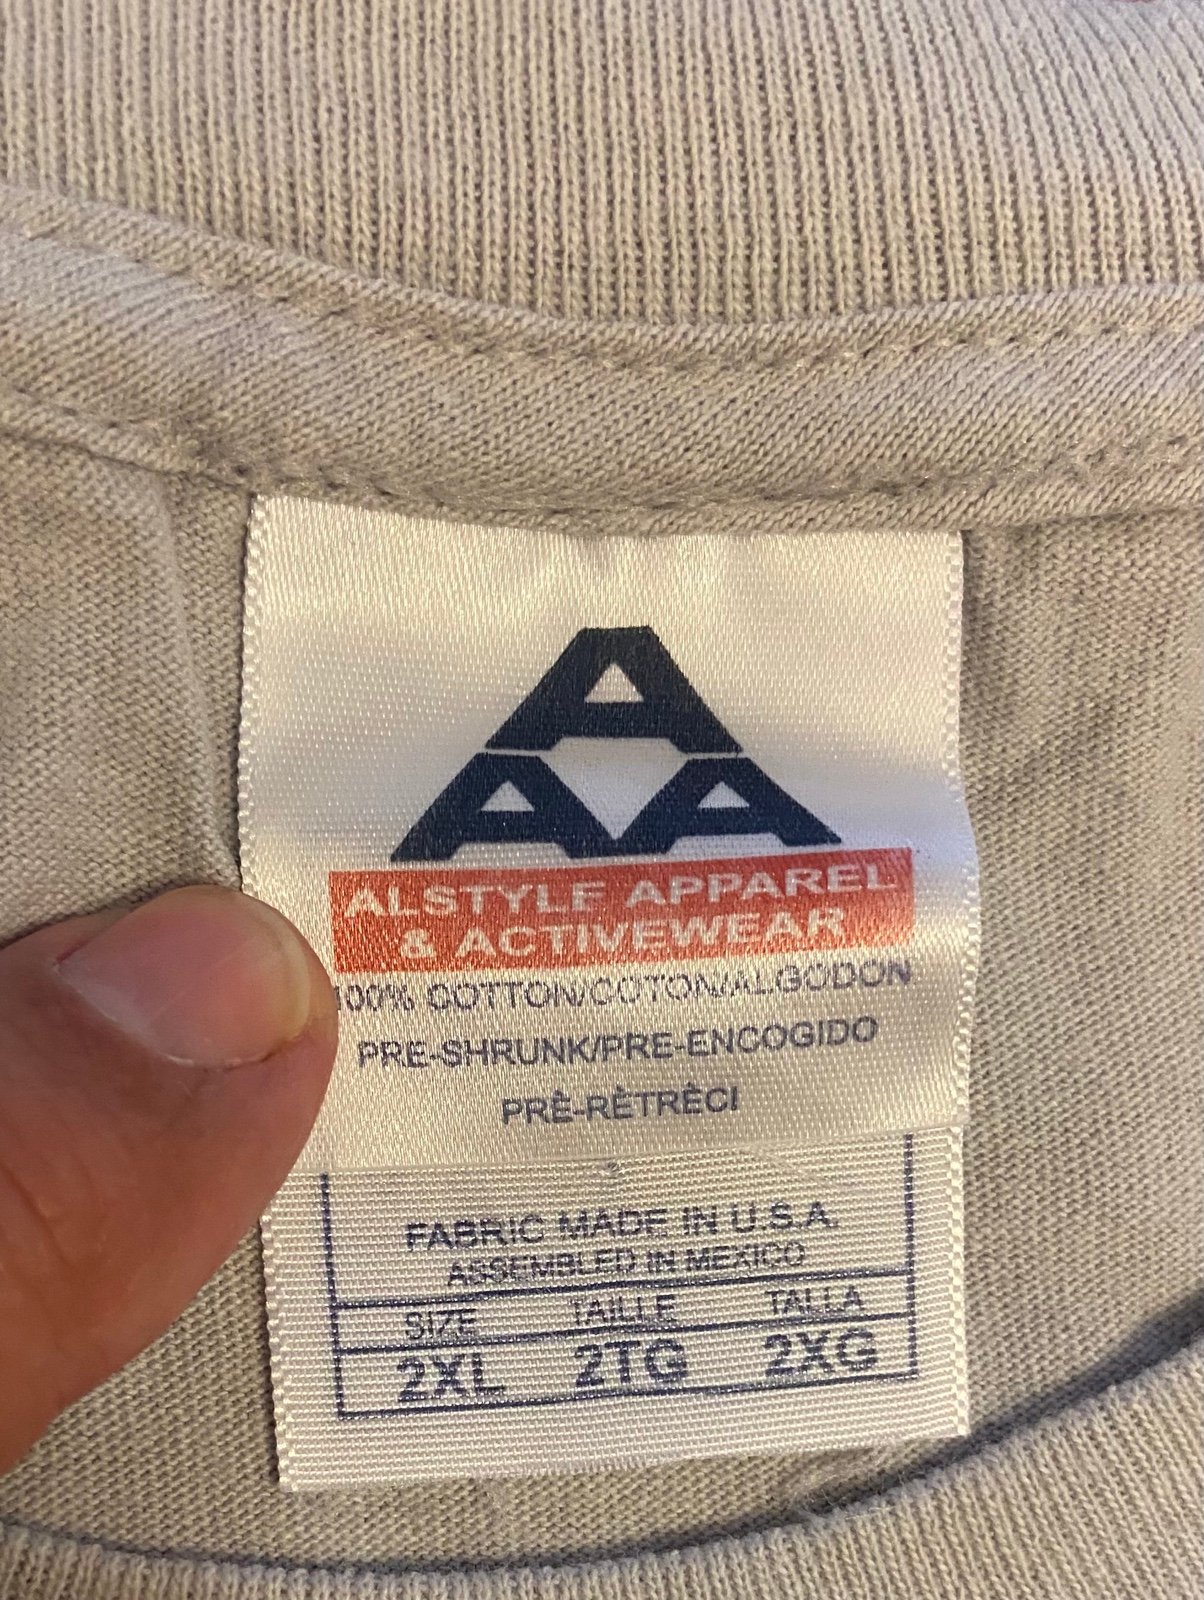 A
A A
ALSTYLE APPAREL
& ACTIVEWEAR
100% COTTON/COTON/ALGODON
PRE-SHRUNK/PRE-ENCOGIDO
PRÈ-RÈTRÈCI
FABRIC MADE IN U.S.A.
ASSEMBLED IN MEXICO
SIZE TAILLE TALLA
2XL 2TG 2XG